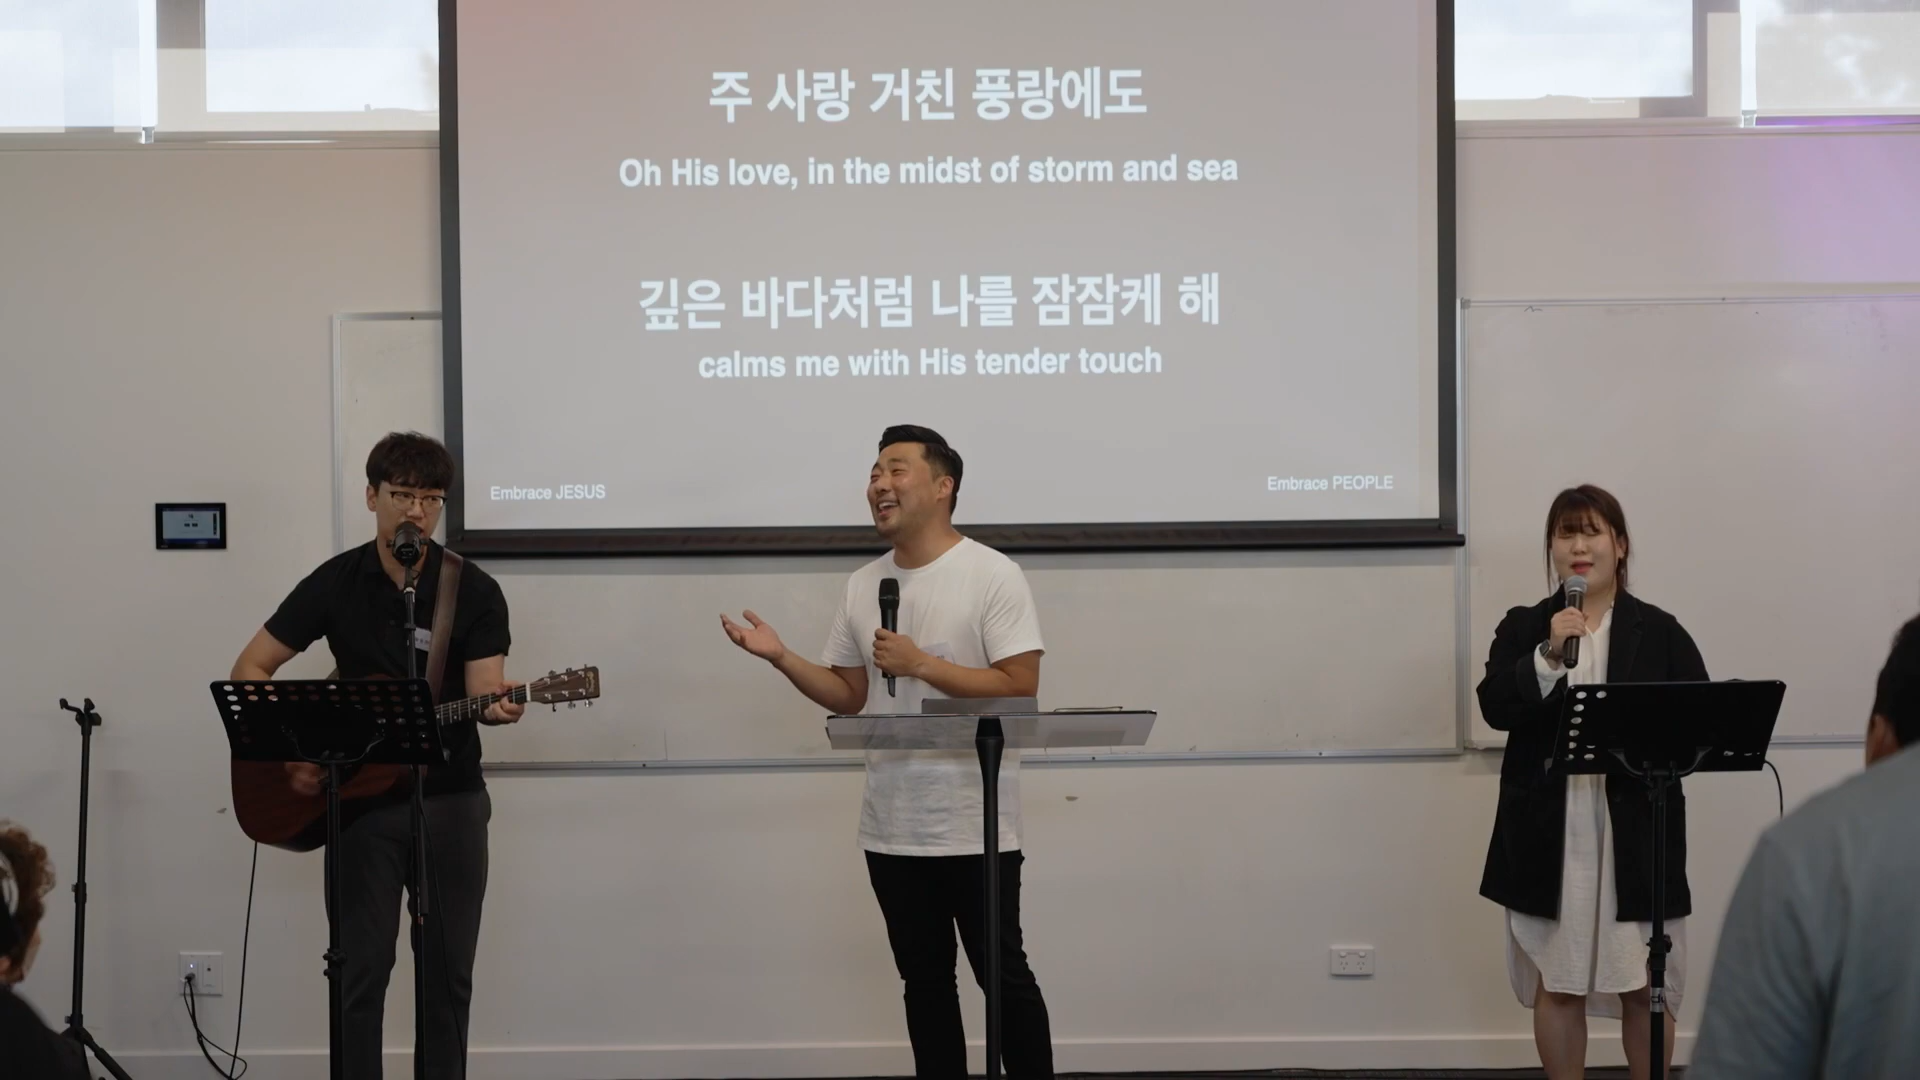 주 사랑 거친 풍랑에도
Oh His love, in the midst of storm and sea
깊은 바다처럼 나를 잠잠케 해
calms me with His tender touch
Embrace JESUS
Embrace PEOPLE